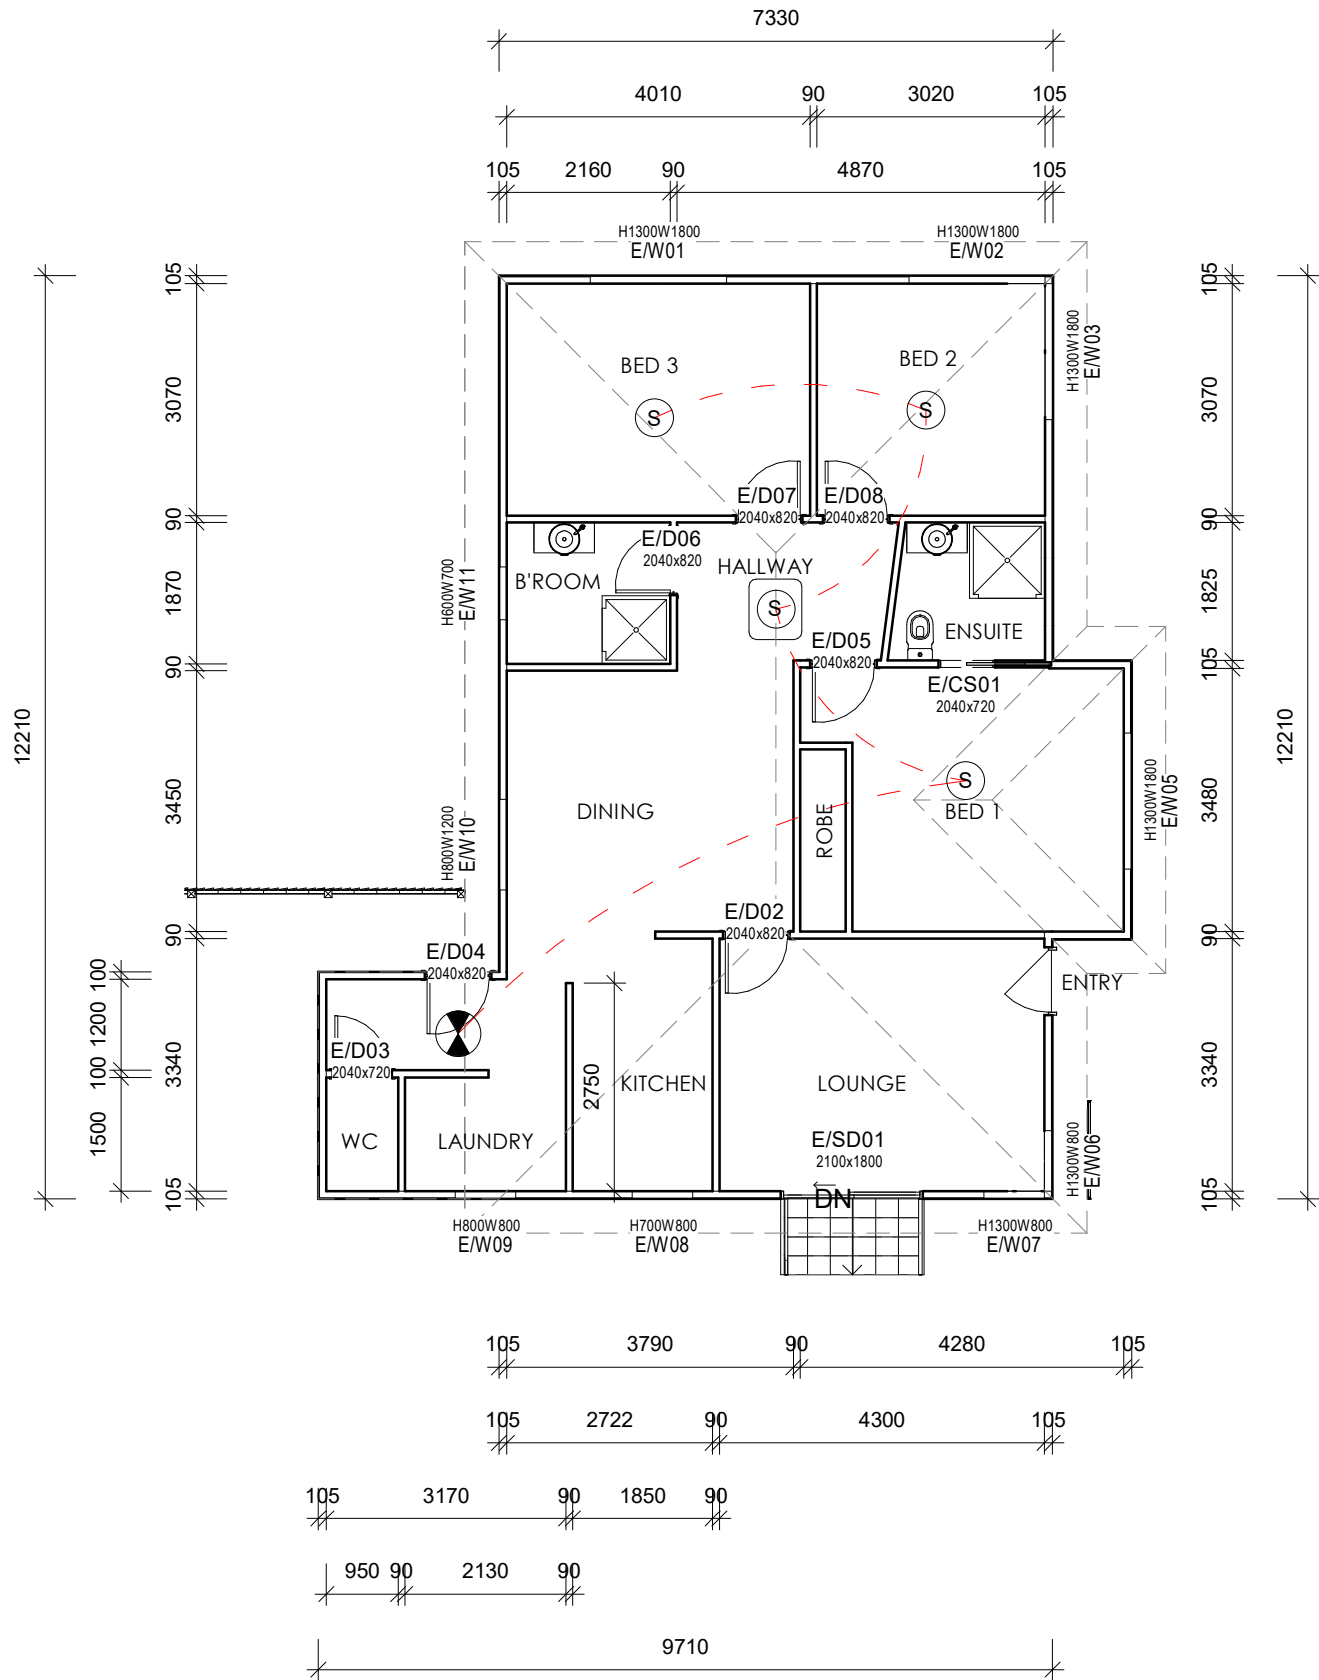 7330
4010 90 3020 105
105 2160 90 4870 105
H1300W1800
E/W01
H1300W1800
E/W02
105
3070
90
1870
90
3450
90
3340
105
12210
100
1200
100
1500
H600W700
E/W11
H800W1200
E/W10
BED 3
BED 2
S
S
E/D07
2040x820
E/D08
2040x820
E/D06
2040x820
B'ROOM
HALLWAY
S
ENSUITE
E/D05
2040x820
E/CS01
2040x720
DINING
ROBE
S
BED 1
E/D02
2040x820
E/D04
2040x820
ENTRY
E/D03
2040x720
2750
KITCHEN
LOUNGE
WC
LAUNDRY
E/SD01
2100x1800
DN
H1300W1800
E/W03
H1300W1800
E/W05
H1300W800
E/W06
105
3070
90
1825
105
3480
90
3340
105
12210
H800W800
E/W09
H700W800
E/W08
H1300W800
E/W07
105 3790 90 4280 105
105 2722 90 4300 105
105 3170 90 1850 90
950 90 2130 90
9710